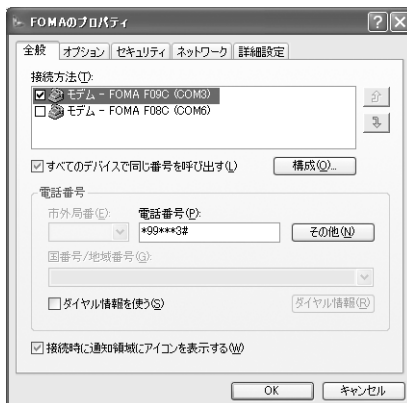 FOMAのプロパティ
全般 オプション セキュリティ ネットワーク 詳細設定
接続方法(T):
モデム - FOMA F09C (COM3)
モデム - FOMA F08C (COM6)
すべてのデバイスで同じ番号を呼び出す(L) 構成(O)...
電話番号
市外局番(E): 電話番号(P):
*99***3# その他(N)
国番号/地域番号(G):
ダイヤル情報を使う(S) ダイヤル情報(R)
接続時に通知領域にアイコンを表示する(W)
OK キャンセル